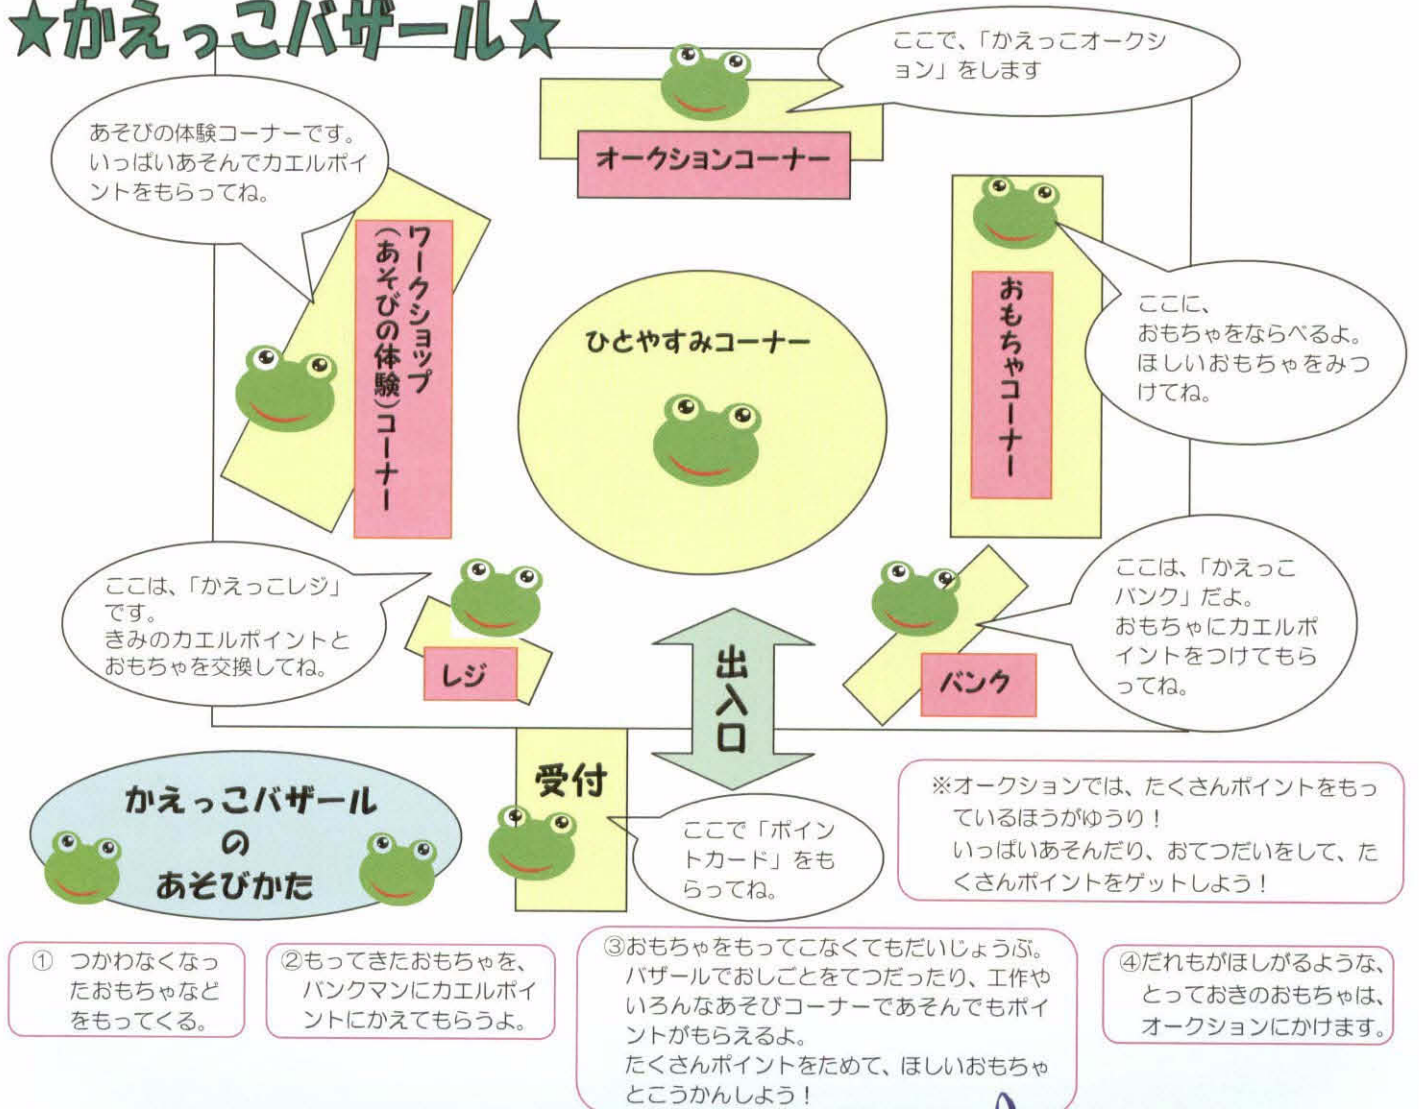 ★かえっこバザール★
ここで、「かえっこオークシ
ョン」をします
あそびの体験コーナーです。
いっぱいあそんでカエルポイ
ントをもらってね。
オークションコーナー
ワークショップ
（あそびの体験）コーナー
ひとやすみコーナー
おもちゃコーナー
ここに、
おもちゃをならべるよ。
ほしいおもちゃをみつ
けてね。
ここは、「かえっこレジ」
です。
きみのカエルポイントと
おもちゃを交換してね。
レジ
出入口
バンク
ここは、「かえっこ
バンク」だよ。
おもちゃにカエルポ
イントをつけてもら
ってね。
受付
ここで「ポイン
トカード」をも
らってね。
かえっこバザール
の
あそびかた
※オークションでは、たくさんポイントをもっ
ているほうがゆうり！
いっぱいあそんだり、おてつだいをして、た
くさんポイントをゲットしよう！
① つかわなくなっ
たおもちゃなど
をもってくる。
②もってきたおもちゃを、
バンクマンにカエルポイ
ントにかえてもらうよ。
③おもちゃをもってこなくてもだいじょうぶ。
バザールでおしごとをてつだったり、工作や
いろんなあそびコーナーであそんでもポイ
ントがもらえるよ。
たくさんポイントをためて、ほしいおもちゃ
とこうかんしよう！
④だれもがほしがるような、
とっておきのおもちゃは、
オークションにかけます。